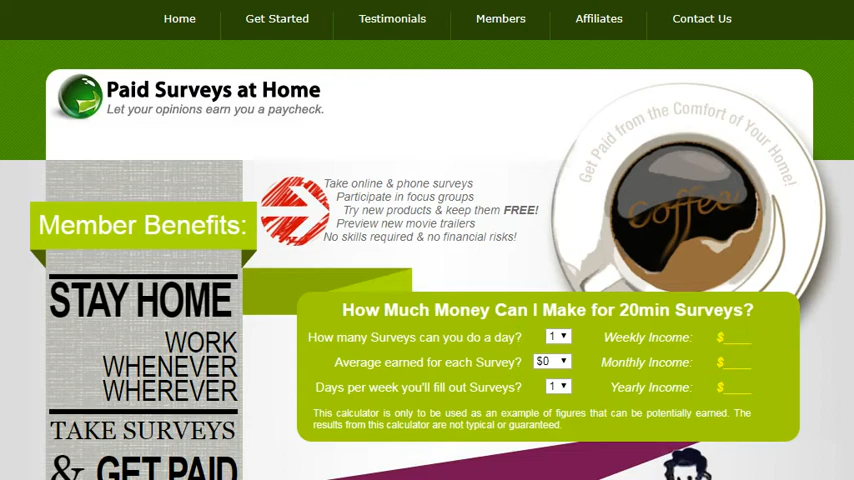 Home
Get Started
Testimonials
Members
Affiliates
Contact Us
Paid Surveys at Home
Let your opinions earn you a paycheck.
Get Paid from the Comfort of Your Home!
Coffee
Take online & phone surveys
Participate in focus groups
Try new products & keep them FREE!
Preview new movie trailers
No skills required & no financial risks!
Member Benefits:
STAY HOME
WORK
WHENEVER
WHEREVER
TAKE SURVEYS
& GET PAID
How Much Money Can I Make for 20min Surveys?
How many Surveys can you do a day? 1 Weekly Income: $____
Average earned for each Survey? $0 Monthly Income: $____
Days per week you'll fill out Surveys? 1 Yearly Income: $____
This calculator is only to be used as an example of figures that can be potentially earned. The
results from this calculator are not typical or guaranteed.